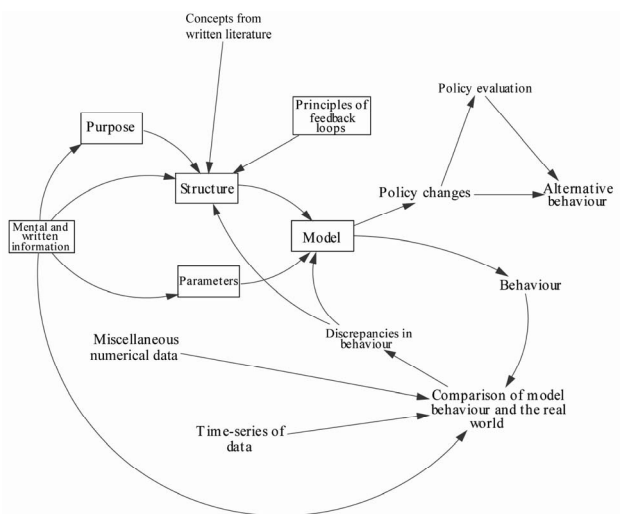 Concepts from
written literature
Policy evaluation
Purpose
Principles of
feedback
loops
Structure
Policy changes
Alternative
behaviour
Mental and
written
information
Model
Parameters
Behaviour
Discrepancies in
behaviour
Miscellaneous
numerical data
Comparison of model
behaviour and the real
world
Time-series of
data